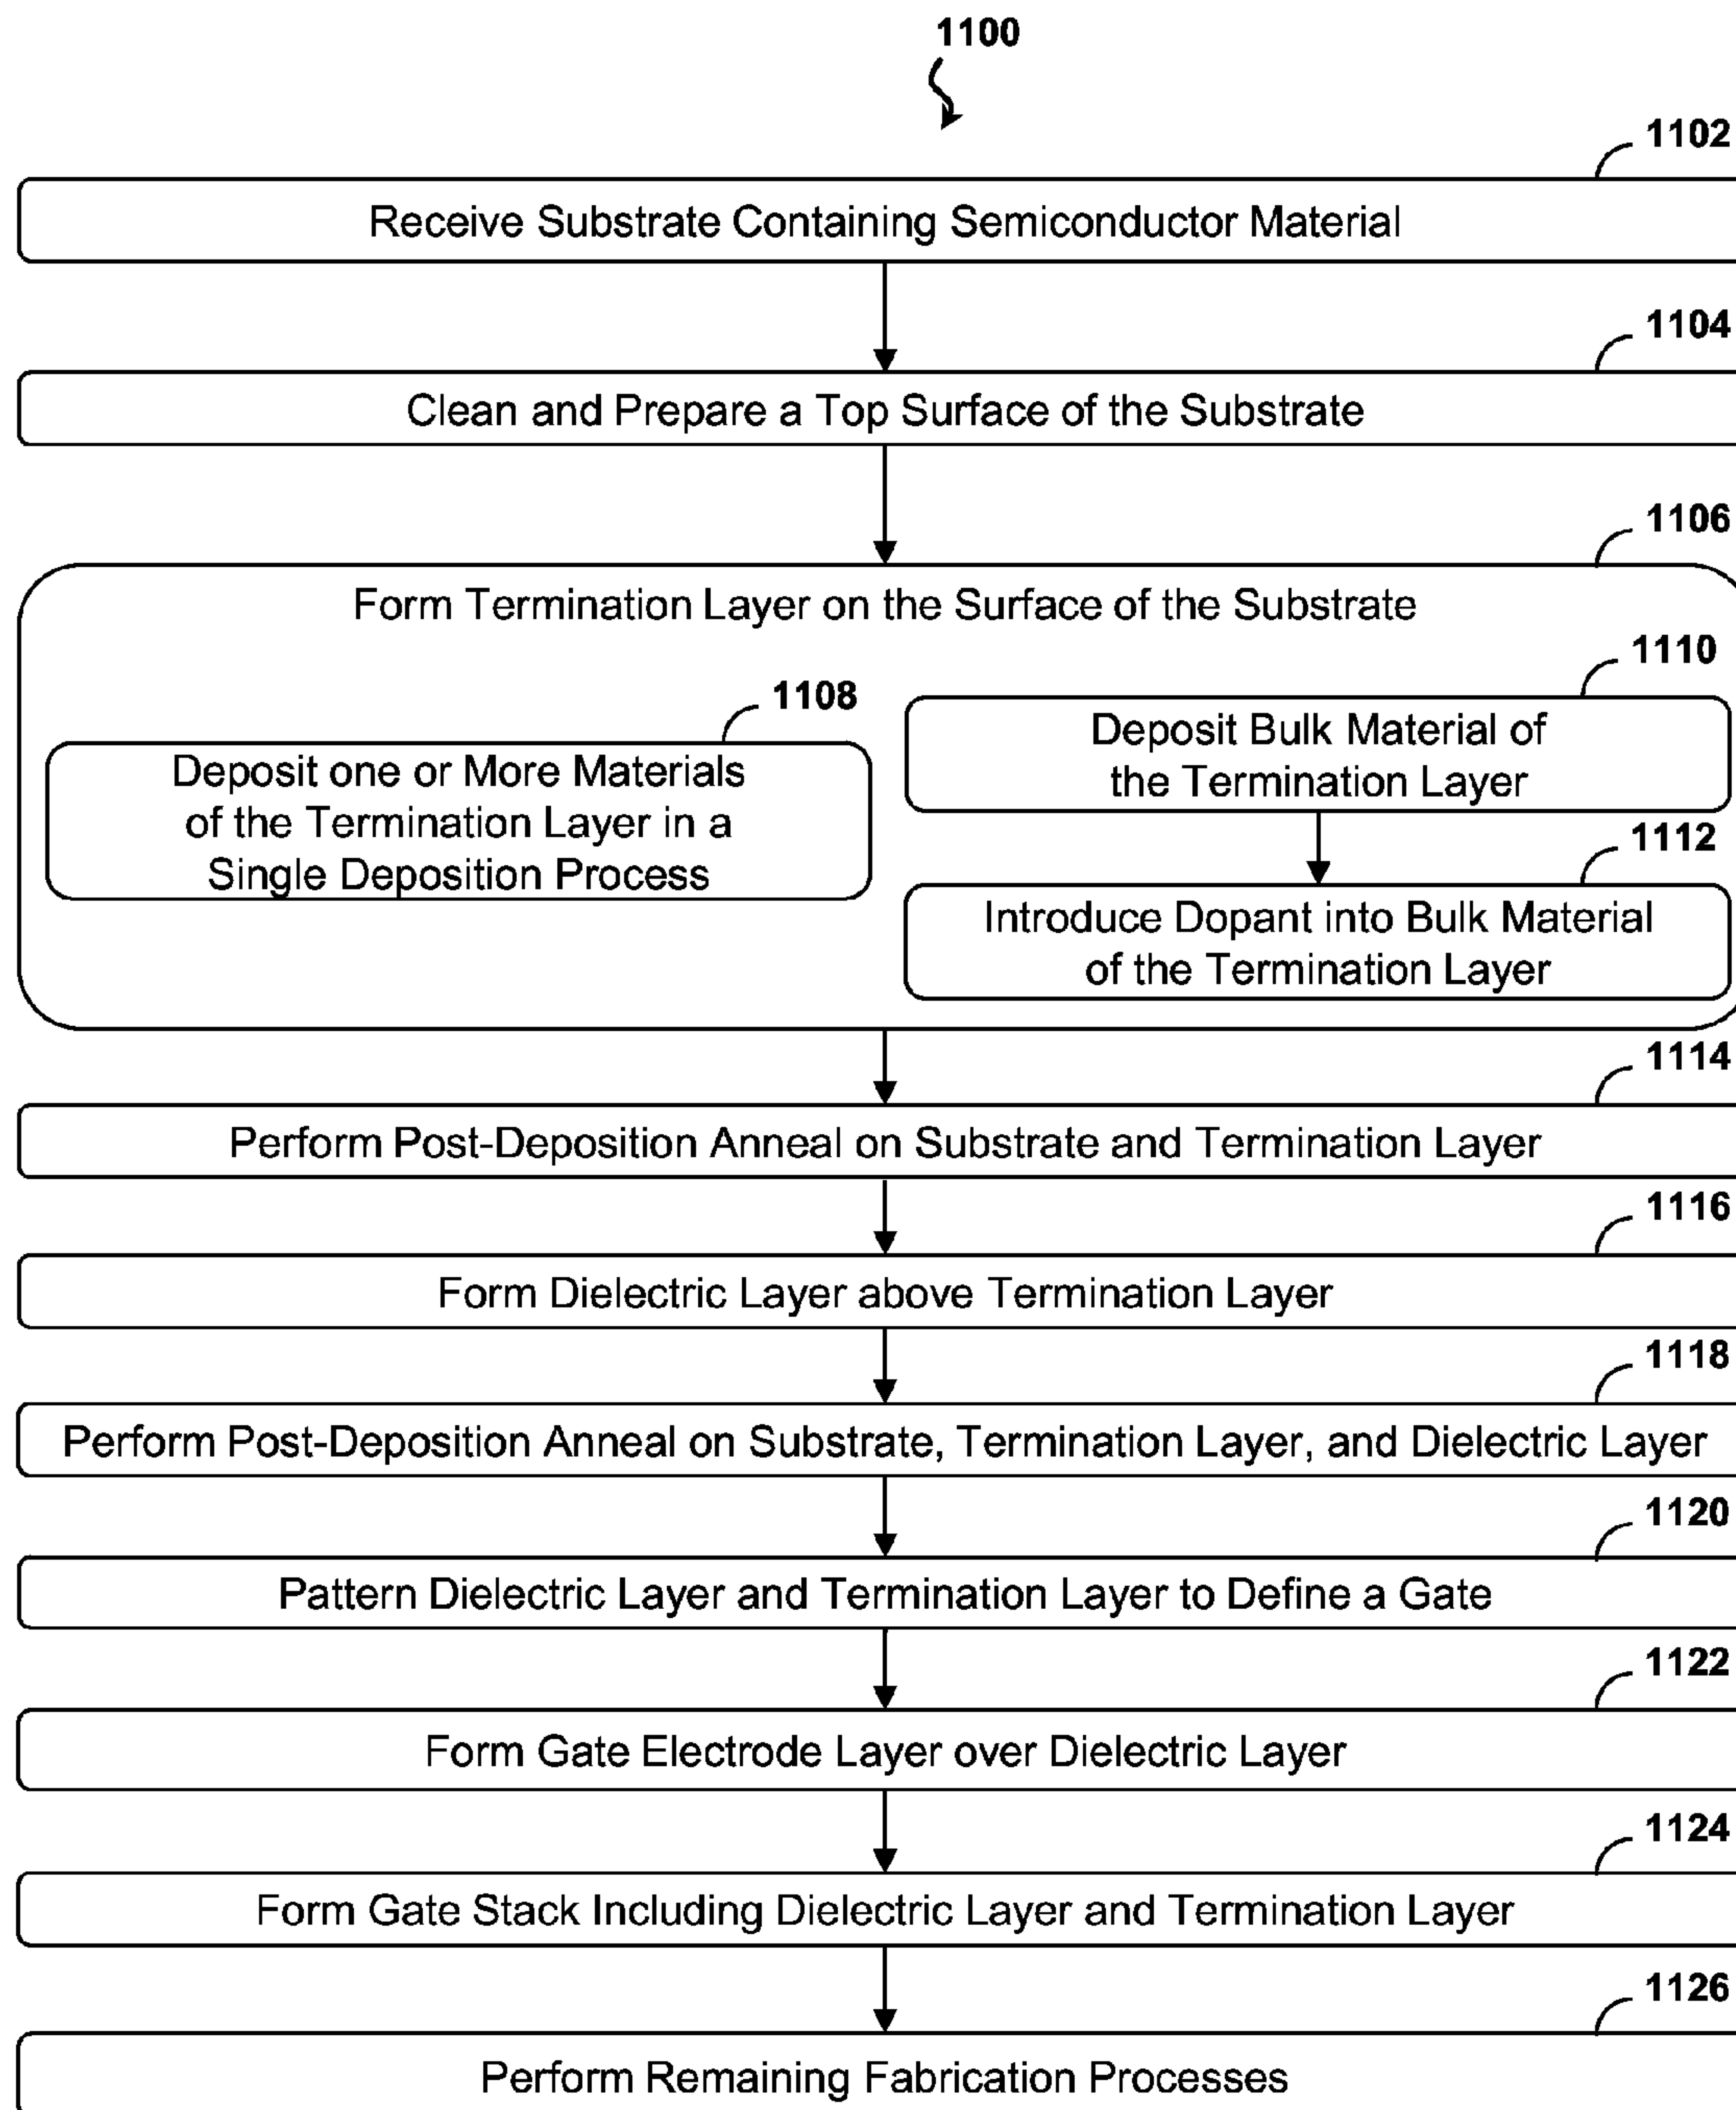 1100
1102
Receive Substrate Containing Semiconductor Material
1104
Clean and Prepare a Top Surface of the Substrate
1106
Form Termination Layer on the Surface of the Substrate
1108
Deposit one or More Materials
of the Termination Layer in a
Single Deposition Process
1110
Deposit Bulk Material of
the Termination Layer
1112
Introduce Dopant into Bulk Material
of the Termination Layer
1114
Perform Post-Deposition Anneal on Substrate and Termination Layer
1116
Form Dielectric Layer above Termination Layer
1118
Perform Post-Deposition Anneal on Substrate, Termination Layer, and Dielectric Layer
1120
Pattern Dielectric Layer and Termination Layer to Define a Gate
1122
Form Gate Electrode Layer over Dielectric Layer
1124
Form Gate Stack Including Dielectric Layer and Termination Layer
1126
Perform Remaining Fabrication Processes